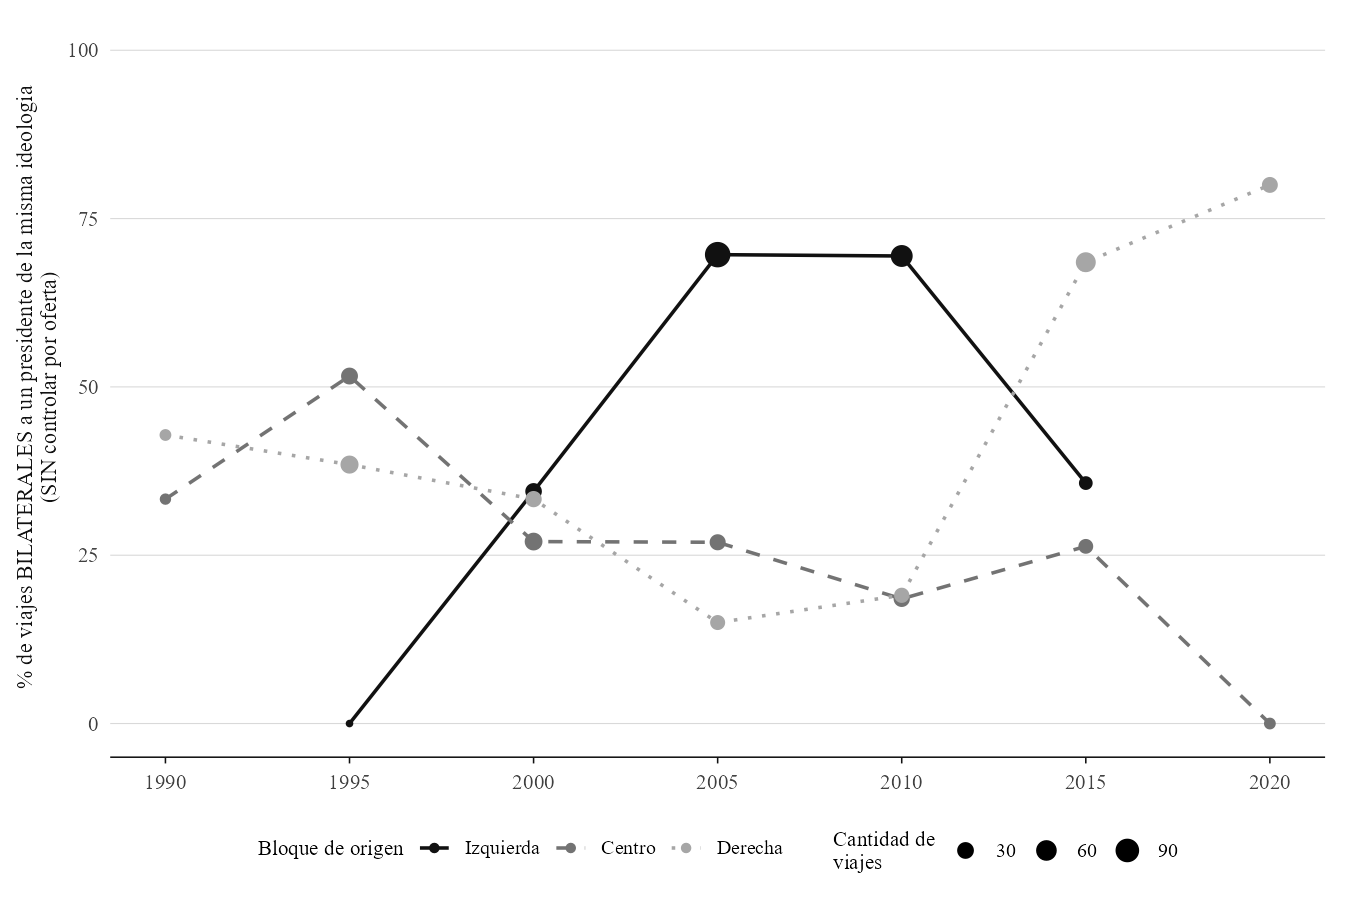 % de viajes BILATERALES a un presidente de la misma ideologia
(SIN controlar por oferta)
100
75
50
25
0
1990 1995 2000 2005 2010 2015 2020
Bloque de origen Izquierda Centro Derecha
Cantidad de
viajes
30 60 90